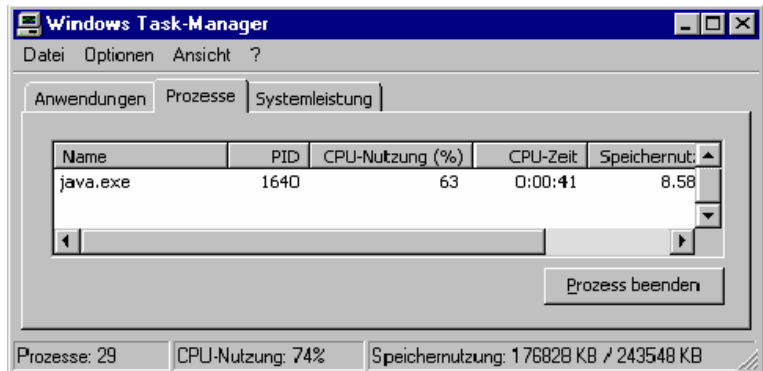 Windows Task-Manager
Datei Optionen Ansicht ?
Anwendungen Prozesse Systemleistung
Name PID CPU-Nutzung (%) CPU-Zeit Speichernut:
java.exe 1640 63 0:00:41 8.58
Prozess beenden
Prozesse: 29 CPU-Nutzung: 74% Speichernutzung: 176828 KB / 243548 KB